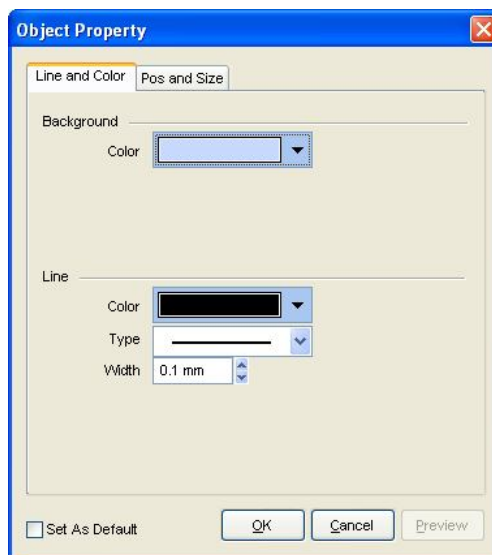 Object Property
Line and Color Pos and Size
Background
Color
Line
Color
Type
Width 0.1 mm
Set As Default OK Cancel Preview